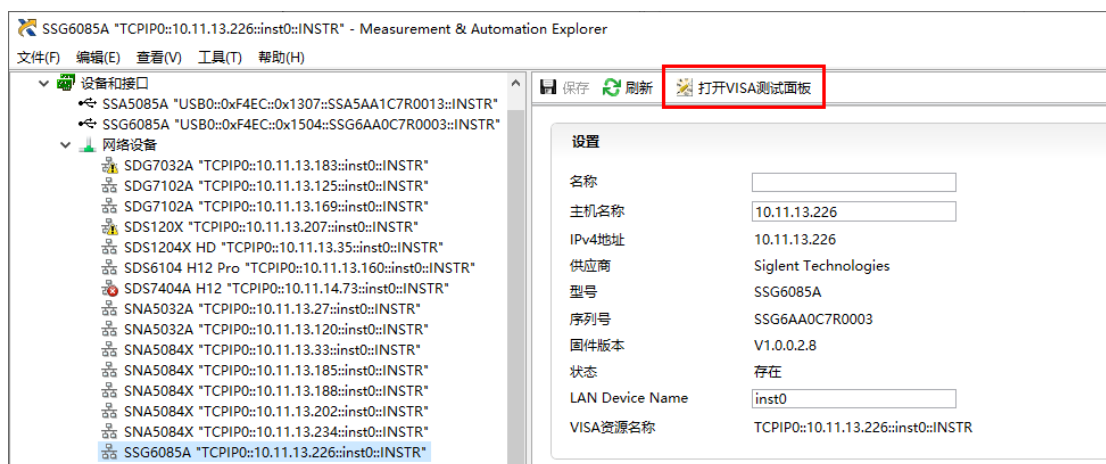 SSG6085A "TCPIP0::10.11.13.226::inst0::INSTR" - Measurement & Automation Explorer
文件(F) 编辑(E) 查看(V) 工具(T) 帮助(H)
设备和接口
SSA5085A "USB0::0xF4EC::0x1307::SSA5AA1C7R0013::INSTR"
SSG6085A "USB0::0xF4EC::0x1504::SSG6AA0C7R0003::INSTR"
网络设备
SDG7032A "TCPIP0::10.11.13.183::inst0::INSTR"
SDG7102A "TCPIP0::10.11.13.125::inst0::INSTR"
SDG7102A "TCPIP0::10.11.13.169::inst0::INSTR"
SDS120X "TCPIP0::10.11.13.207::inst0::INSTR"
SDS1204X HD "TCPIP0::10.11.13.35::inst0::INSTR"
SDS6104 H12 Pro "TCPIP0::10.11.13.160::inst0::INSTR"
SDS7404A H12 "TCPIP0::10.11.14.73::inst0::INSTR"
SNA5032A "TCPIP0::10.11.13.27::inst0::INSTR"
SNA5032A "TCPIP0::10.11.13.120::inst0::INSTR"
SNA5084X "TCPIP0::10.11.13.33::inst0::INSTR"
SNA5084X "TCPIP0::10.11.13.185::inst0::INSTR"
SNA5084X "TCPIP0::10.11.13.188::inst0::INSTR"
SNA5084X "TCPIP0::10.11.13.202::inst0::INSTR"
SNA5084X "TCPIP0::10.11.13.234::inst0::INSTR"
SSG6085A "TCPIP0::10.11.13.226::inst0::INSTR"
保存 刷新 打开VISA测试面板
设置
名称
主机名称 10.11.13.226
IPv4地址 10.11.13.226
供应商 Siglent Technologies
型号 SSG6085A
序列号 SSG6AA0C7R0003
固件版本 V1.0.0.2.8
状态 存在
LAN Device Name inst0
VISA资源名称 TCPIP0::10.11.13.226::inst0::INSTR